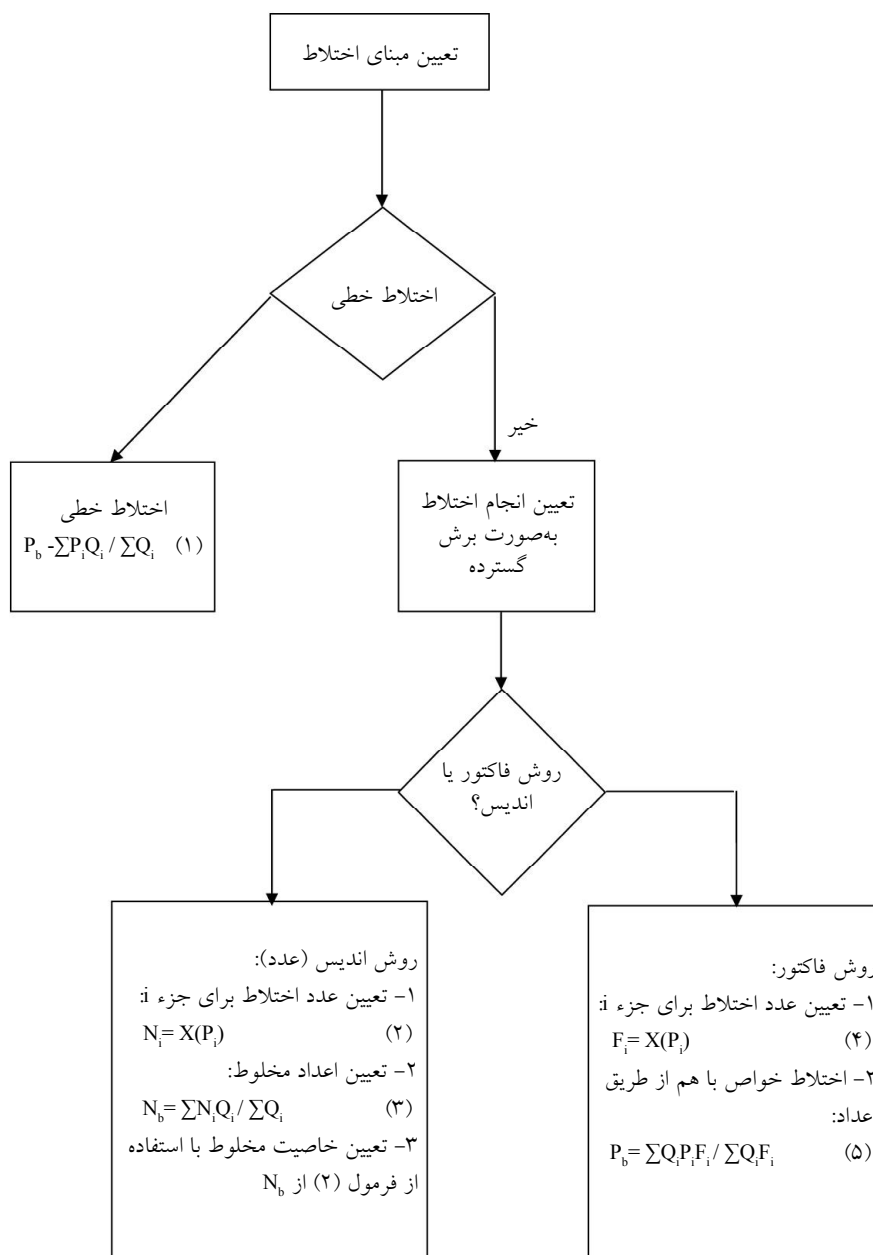 تعیین مبنای اختلاط
اختلاط خطی
خیر
اختلاط خطی
P_b -∑P_iQ_i / ∑Q_i (۱)
تعیین انجام اختلاط
به‌صورت برش
گسترده
روش فاکتور یا
اندیس؟
روش اندیس (عدد):
۱- تعیین عدد اختلاط برای جزء i:
N_i= X(P_i) (۲)
۲- تعیین اعداد مخلوط:
N_b= ∑N_iQ_i / ∑Q_i (۳)
۳- تعیین خاصیت مخلوط با استفاده
از فرمول (۲) از N_b
روش فاکتور:
۱- تعیین عدد اختلاط برای جزء i:
F_i= X(P_i) (۴)
۲- اختلاط خواص با هم از طریق
اعداد:
P_b= ∑Q_iP_iF_i / ∑Q_iF_i (۵)